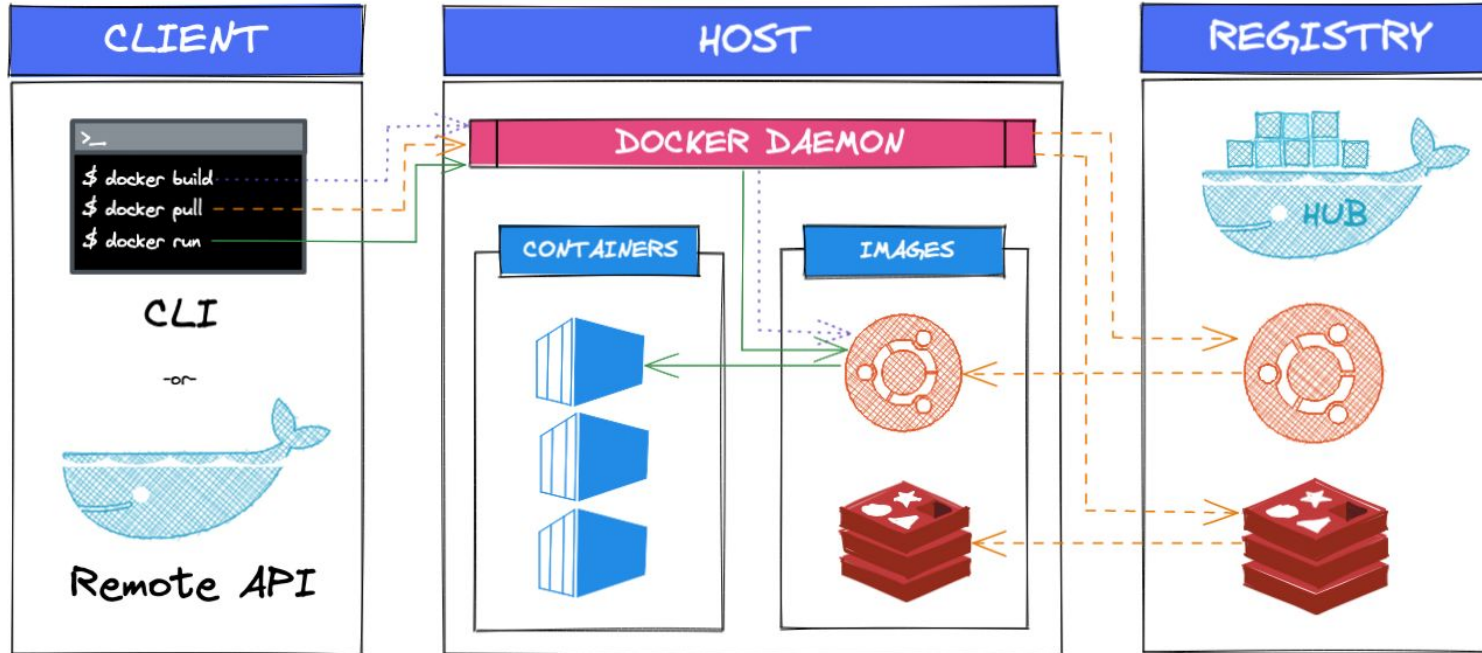 CLIENT
HOST
REGISTRY
>_
$ docker build
$ docker pull
$ docker run
CLI
-or-
Remote API
DOCKER DAEMON
CONTAINERS
IMAGES
HUB